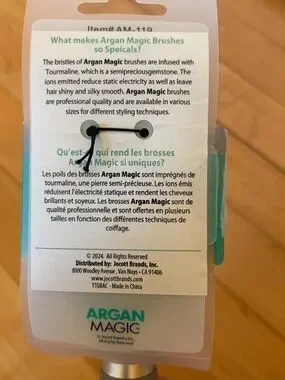 Item# AM-119
What makes Argan Magic Brushes
so Speicals?
The bristles of Argan Magic brushes are infused with
Tourmaline, which is a semipreciousgemstone. The
ions emitted reduce static electricity as well as leave
hair shiny and silky smooth. Argan Magic brushes
are professional quality and are available in various
sizes for different styling techniques.
Qu'est- qui rend les brosses
Magic si uniques?
Les poils des brosses Argan Magic sont imprégnés de
tourmaline, une pierre semi-précieuse. Les ions émis
réduisent l'électricité statique et rendent les cheveux
brillants et soyeux. Les brosses Argan Magic sont de
qualité professionnelle et sont offertes en plusieurs
tailles en fonction des différentes techniques de
coiffage.
© 2024. All Rights Reserved
Distributed by: Jocott Brands, Inc.
8000 Woodley Avenue, Van Nuys • CA 91406
www.jocottbrands.com
YTGBAC - Made in China
ARGAN
MAGIC
All Rights Reserved